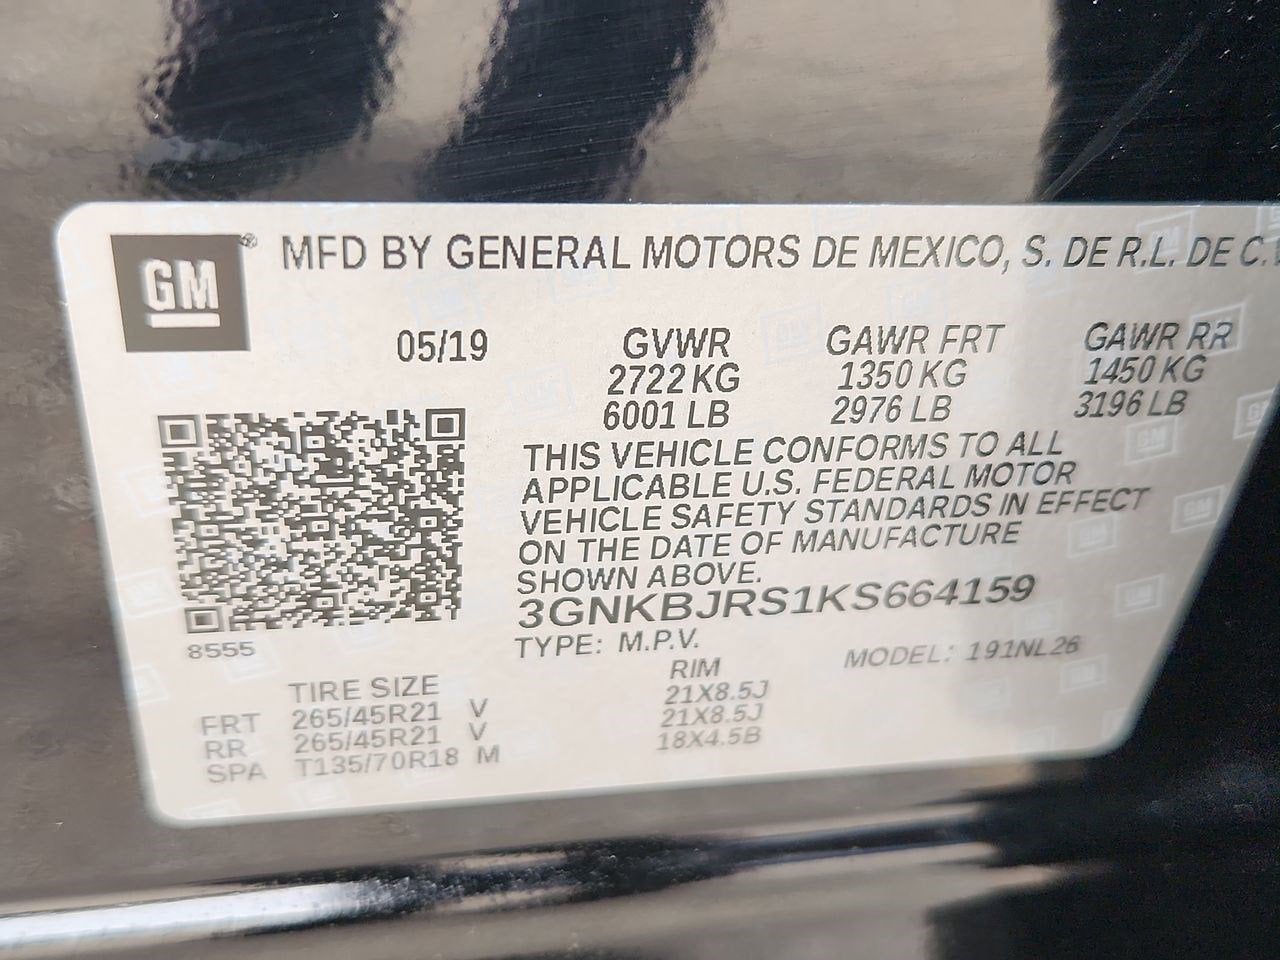 GM ® MFD BY GENERAL MOTORS DE MEXICO, S. DE R.L. DE C.
05/19 GVWR GAWR FRT GAWR RR
2722 KG 1350 KG 1450 KG
6001 LB 2976 LB 3196 LB
THIS VEHICLE CONFORMS TO ALL
APPLICABLE U.S. FEDERAL MOTOR
VEHICLE SAFETY STANDARDS IN EFFECT
ON THE DATE OF MANUFACTURE
SHOWN ABOVE.
3GNKBJRS1KS664159
8555
TYPE: M.P.V. MODEL: 191NL26
TIRE SIZE RIM
FRT 265/45R21 V 21X8.5J
RR 265/45R21 V 21X8.5J
SPA T135/70R18 M 18X4.5B